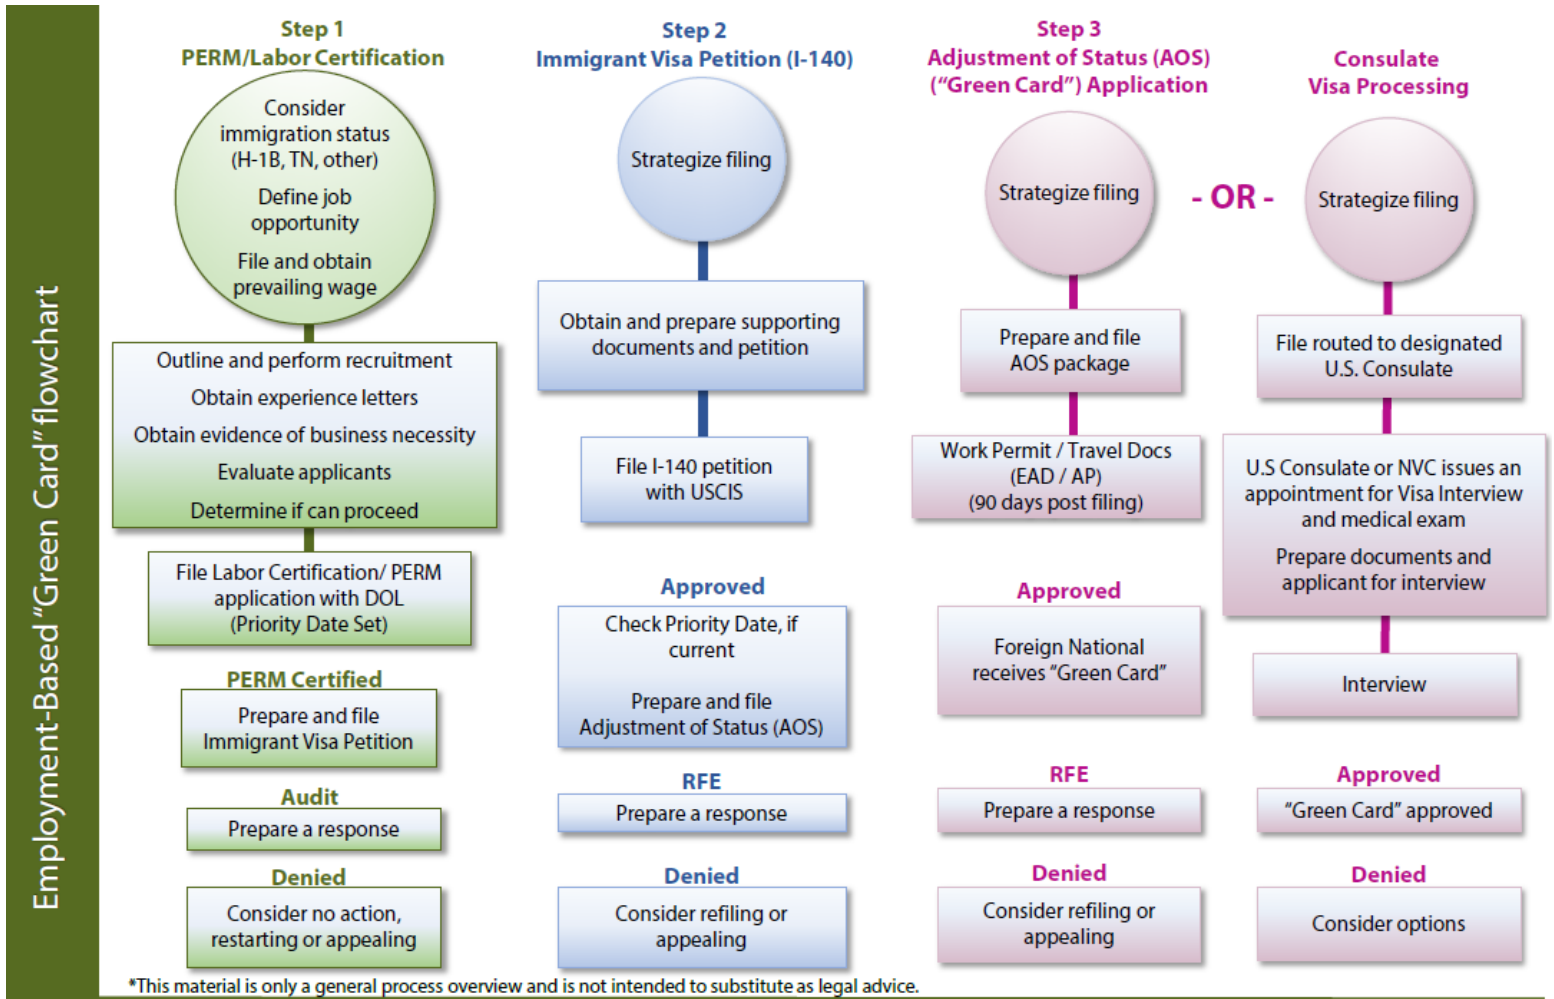 Employment-Based “Green Card” flowchart
Step 1
PERM/Labor Certification
Consider
immigration status
(H-1B, TN, other)
Define job
opportunity
File and obtain
prevailing wage
Outline and perform recruitment
Obtain experience letters
Obtain evidence of business necessity
Evaluate applicants
Determine if can proceed
File Labor Certification/ PERM
application with DOL
(Priority Date Set)
PERM Certified
Prepare and file
Immigrant Visa Petition
Audit
Prepare a response
Denied
Consider no action,
restarting or appealing
Step 2
Immigrant Visa Petition (I-140)
Strategize filing
Obtain and prepare supporting
documents and petition
File I-140 petition
with USCIS
Approved
Check Priority Date, if
current
Prepare and file
Adjustment of Status (AOS)
RFE
Prepare a response
Denied
Consider refiling or
appealing
Step 3
Adjustment of Status (AOS)
(“Green Card”) Application
Strategize filing
Prepare and file
AOS package
Work Permit / Travel Docs
(EAD / AP)
(90 days post filing)
Approved
Foreign National
receives “Green Card”
RFE
Prepare a response
Denied
Consider refiling or
appealing
- OR -
Consulate
Visa Processing
Strategize filing
File routed to designated
U.S. Consulate
U.S Consulate or NVC issues an
appointment for Visa Interview
and medical exam
Prepare documents and
applicant for interview
Interview
Approved
“Green Card” approved
Denied
Consider options
*This material is only a general process overview and is not intended to substitute as legal advice.